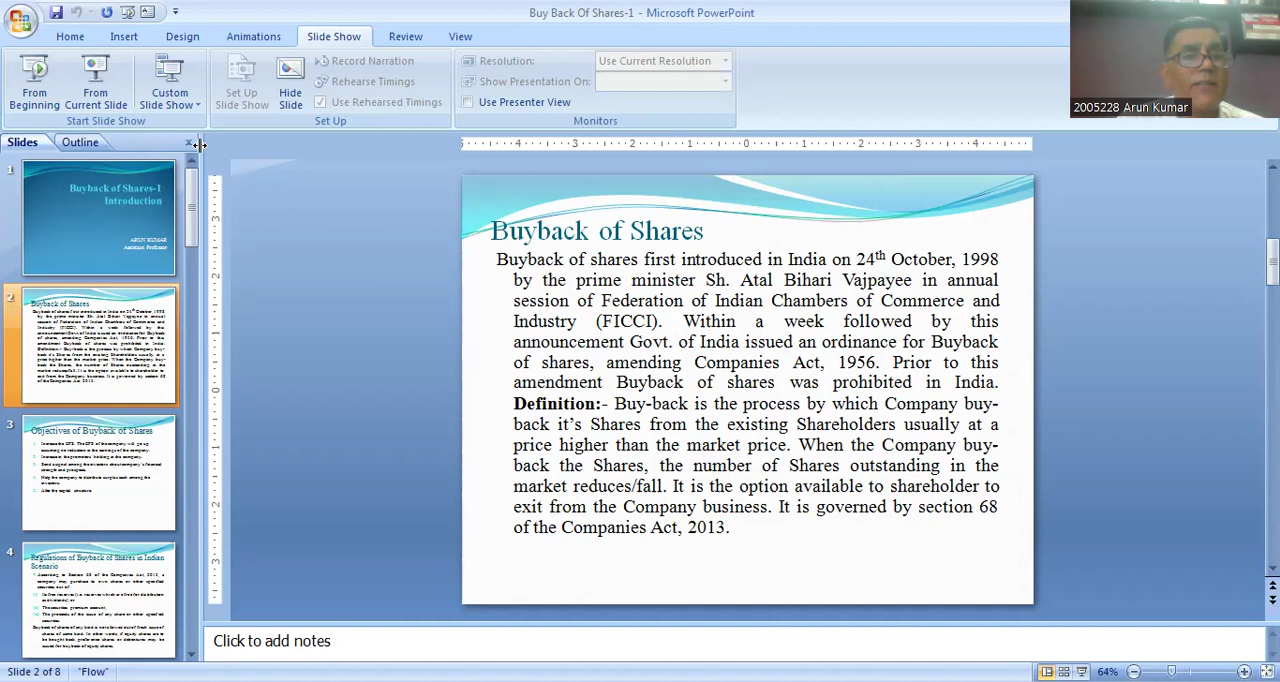 Buy Back Of Shares-1 - Microsoft PowerPoint
Home Insert Design Animations Slide Show Review View
From Beginning
From Current Slide
Custom Slide Show
Start Slide Show
Set Up Slide Show
Hide Slide
Record Narration
Rehearse Timings
Use Rehearsed Timings
Set Up
Resolution: Use Current Resolution
Show Presentation On:
Use Presenter View
Monitors
2005228 Arun Kumar
Slides Outline
1
Buyback of Shares-1
Introduction
ARUN KUMAR
Assistant Professor
2
Buyback of Shares
3
Objectives of Buyback of Shares
4
Regulations of Buyback of Shares in Indian
Scenario
Buyback of Shares
Buyback of shares first introduced in India on 24th October, 1998
by the prime minister Sh. Atal Bihari Vajpayee in annual
session of Federation of Indian Chambers of Commerce and
Industry (FICCI). Within a week followed by this
announcement Govt. of India issued an ordinance for Buyback
of shares, amending Companies Act, 1956. Prior to this
amendment Buyback of shares was prohibited in India.
Definition:- Buy-back is the process by which Company buy-
back it’s Shares from the existing Shareholders usually at a
price higher than the market price. When the Company buy-
back the Shares, the number of Shares outstanding in the
market reduces/fall. It is the option available to shareholder to
exit from the Company business. It is governed by section 68
of the Companies Act, 2013.
Click to add notes
Slide 2 of 8 "Flow" 64%